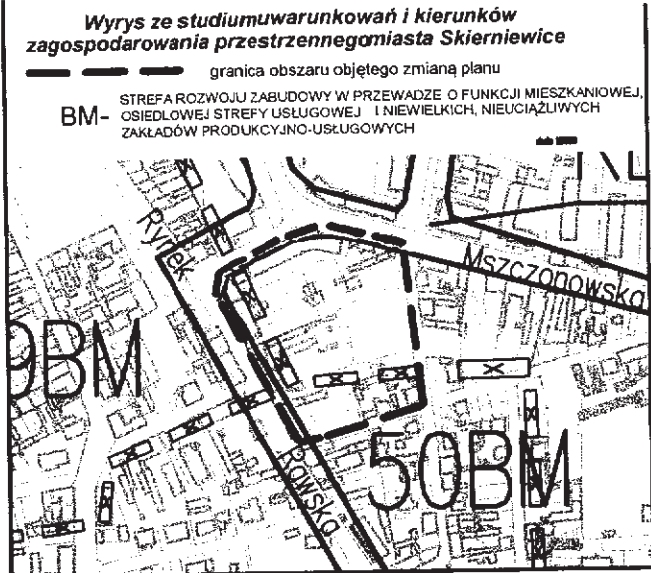 Wyrys ze studiumuwarunkowań i kierunków
zagospodarowania przestrzennegomiasta Skierniewice
granica obszaru objętego zmianą planu
BM- STREFA ROZWOJU ZABUDOWY W PRZEWADZE O FUNKCJI MIESZKANIOWEJ,
OSIEDLOWEJ STREFY USŁUGOWEJ I NIEWIELKICH, NIEUCIĄŻLIWYCH
ZAKŁADÓW PRODUKCYJNO-USŁUGOWYCH
Rynek
Mszczonowska
9BM
50BM
Rawska